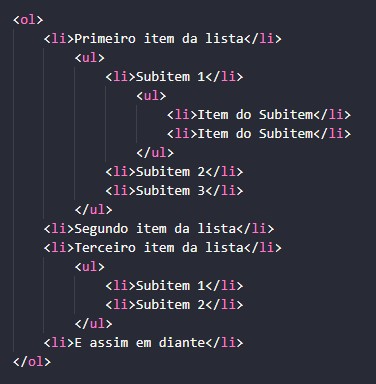 <ol>
<li>Primeiro item da lista</li>
<ul>
<li>Subitem 1</li>
<ul>
<li>Item do Subitem</li>
<li>Item do Subitem</li>
</ul>
<li>Subitem 2</li>
<li>Subitem 3</li>
</ul>
<li>Segundo item da lista</li>
<li>Terceiro item da lista</li>
<ul>
<li>Subitem 1</li>
<li>Subitem 2</li>
</ul>
<li>E assim em diante</li>
</ol>